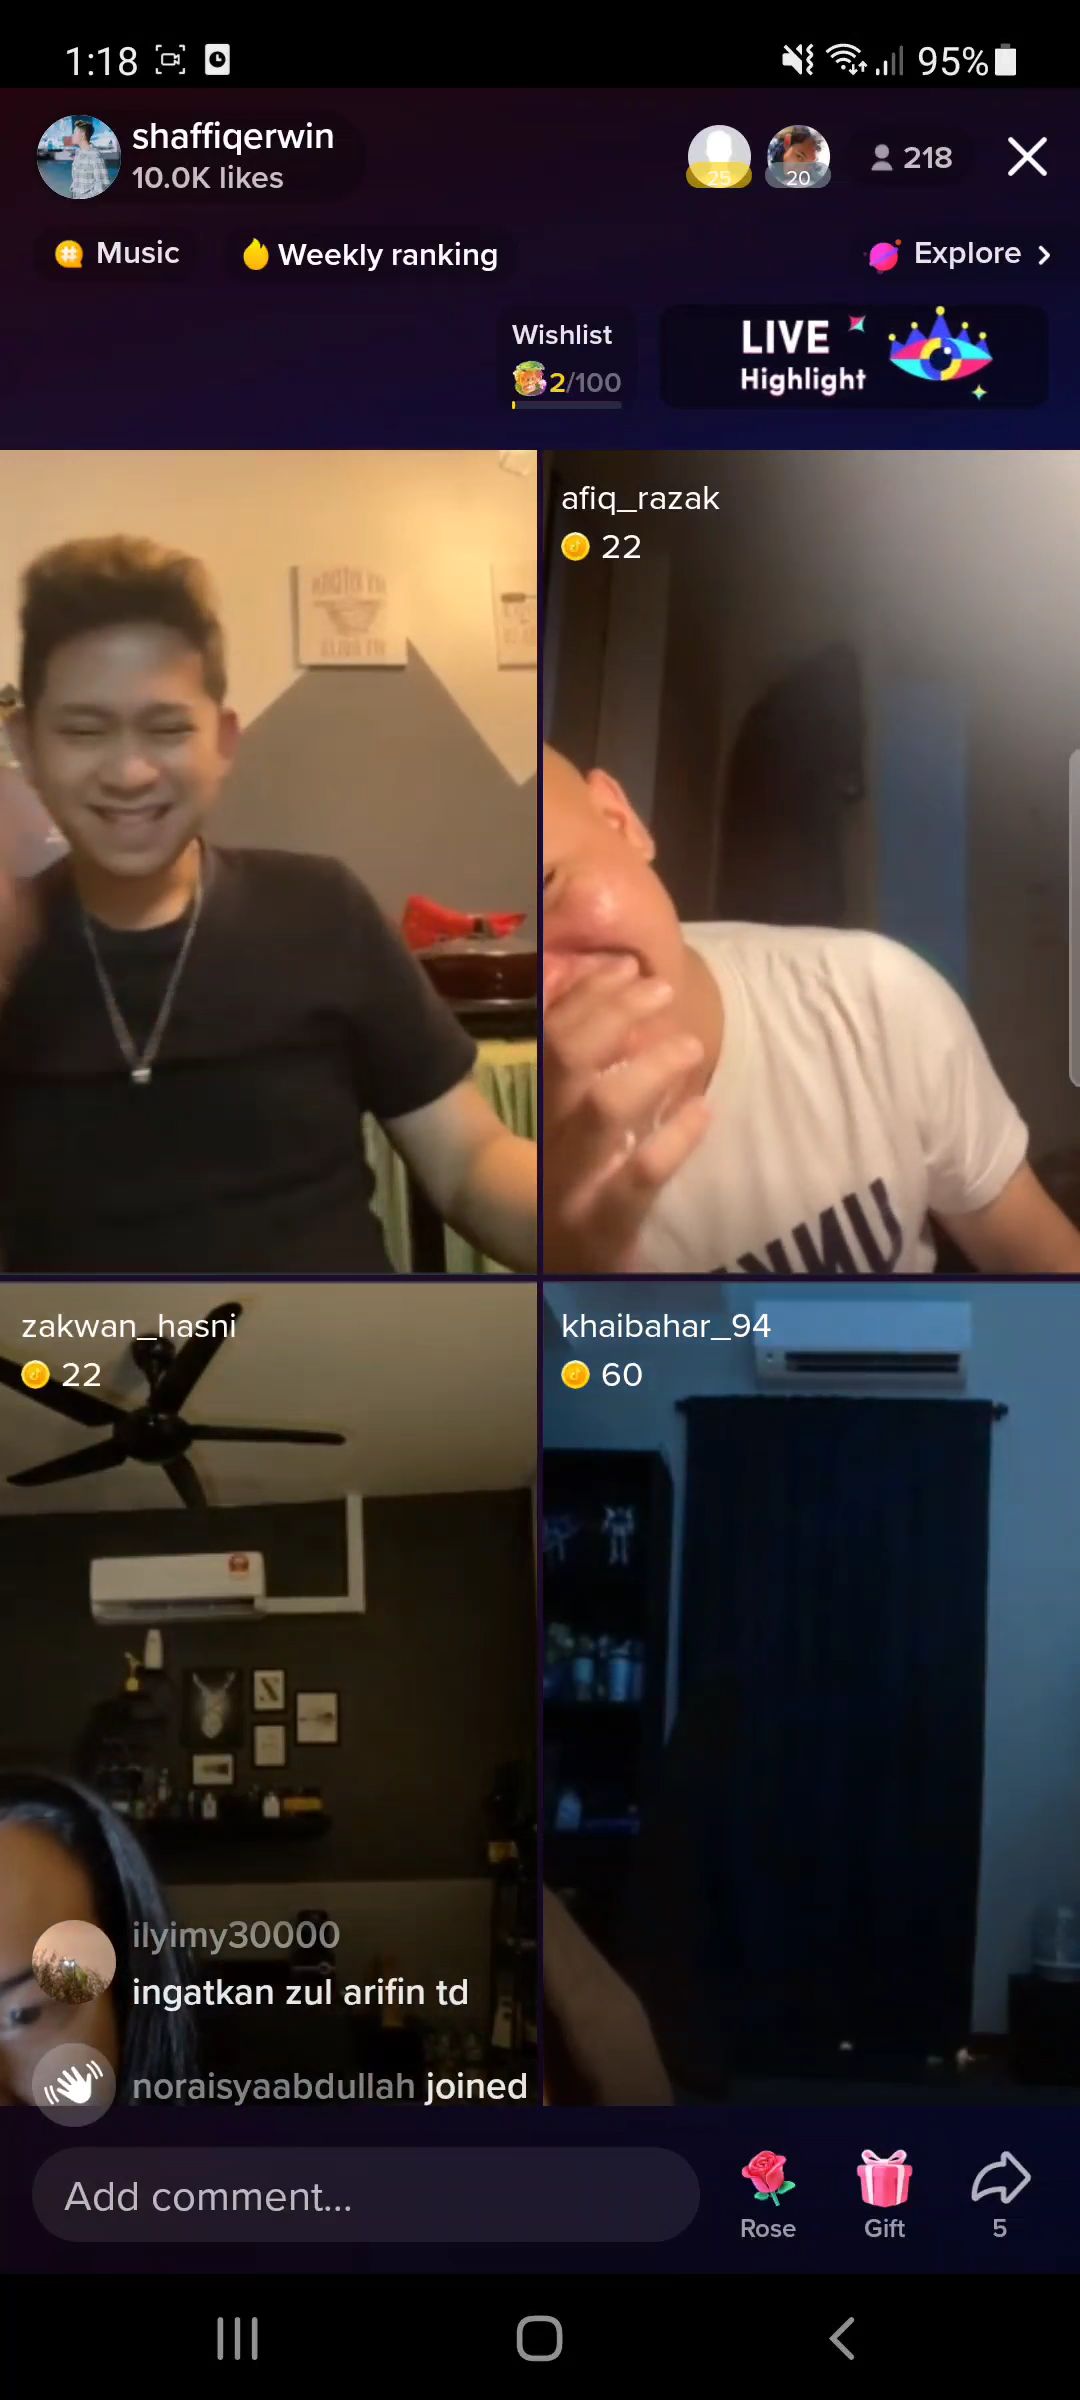 1:18
95%
shaffiqerwin
10.0K likes
25
20
218
Music
Weekly ranking
Explore
Wishlist
2/100
LIVE
Highlight
afiq_razak
22
zakwan_hasni
22
khaibahar_94
60
ilyimy30000
ingatkan zul arifin td
noraisyaabdullah joined
Add comment...
Rose
Gift
5